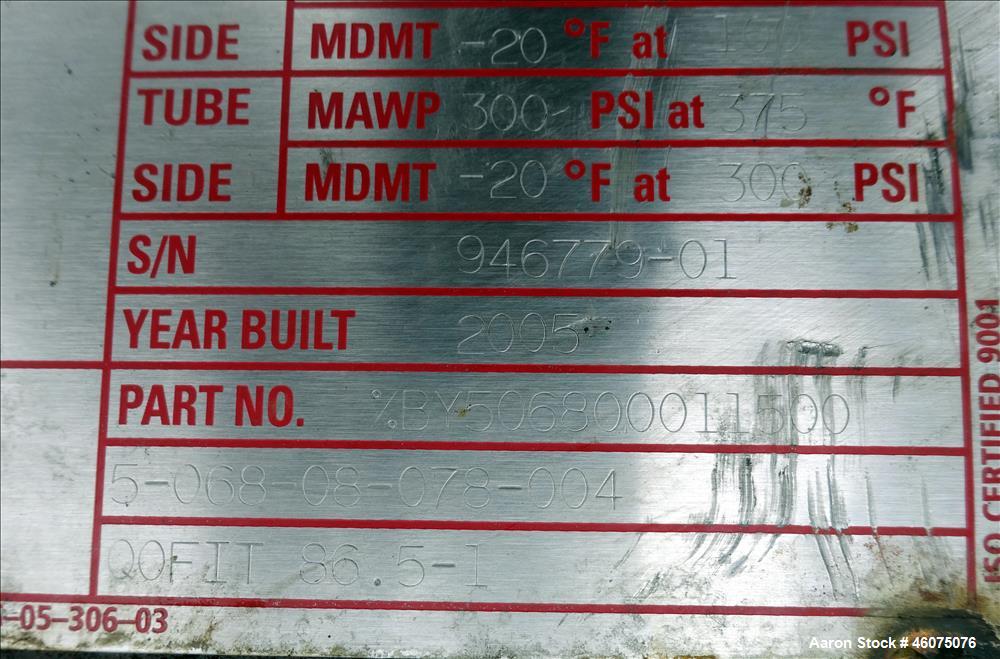 SIDE MDMT -20 °F at 150 PSI
TUBE MAWP 300 PSI at 375 °F
SIDE MDMT -20 °F at 300 PSI
S/N 946779-01
YEAR BUILT 2005
PART NO. %BY506800011500
5-068-08-078-004
QOFIT 86.5-1
-05-306-03
ISO CERTIFIED 9001
Aaron Stock # 46075076